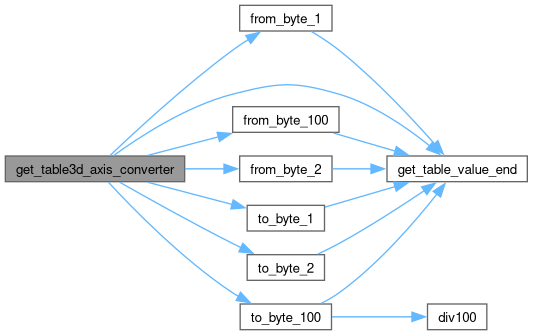 from_byte_1
from_byte_100
get_table3d_axis_converter
from_byte_2
get_table_value_end
to_byte_1
to_byte_2
to_byte_100
div100